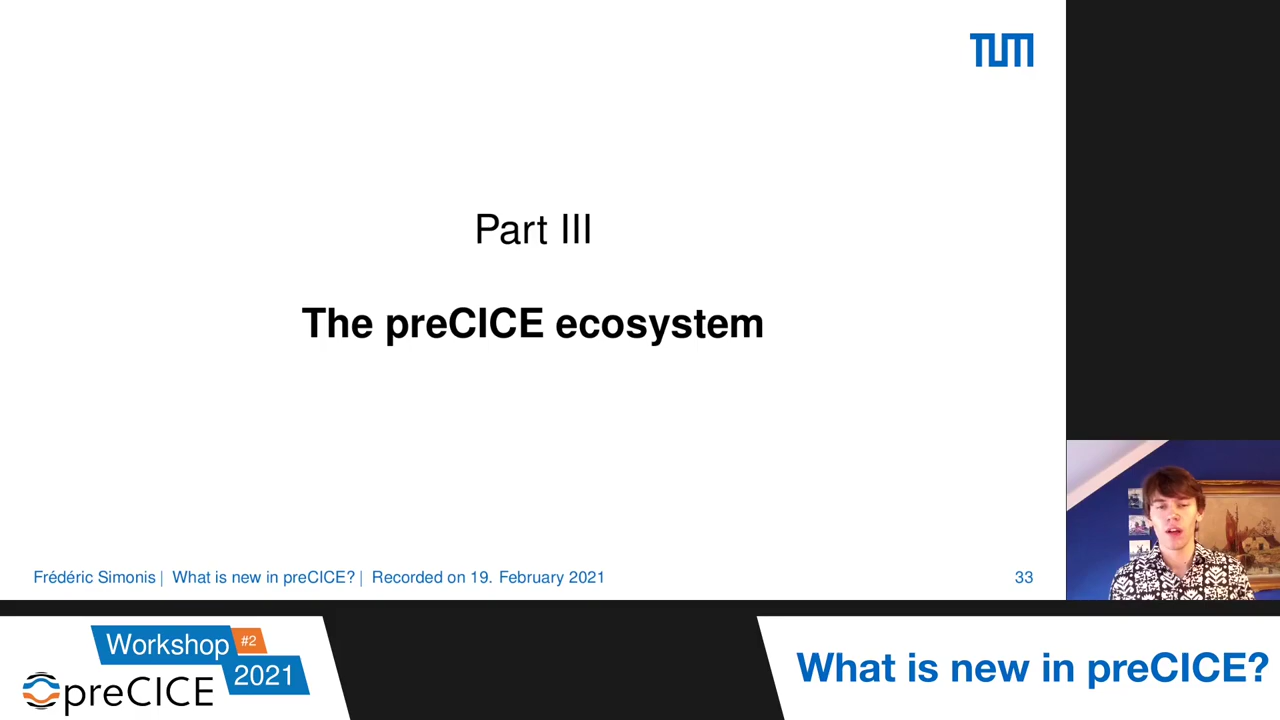 TUM
Part III
The preCICE ecosystem
Frédéric Simonis | What is new in preCICE? | Recorded on 19. February 2021
33
Workshop #2
2021
preCICE
What is new in preCICE?